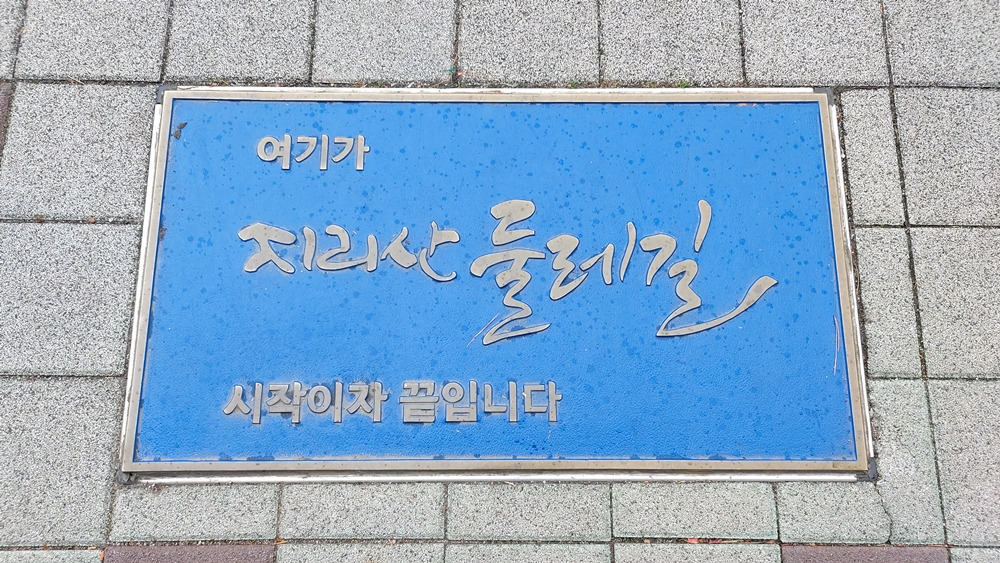 여기가
지리산 둘레길
시작이자 끝입니다